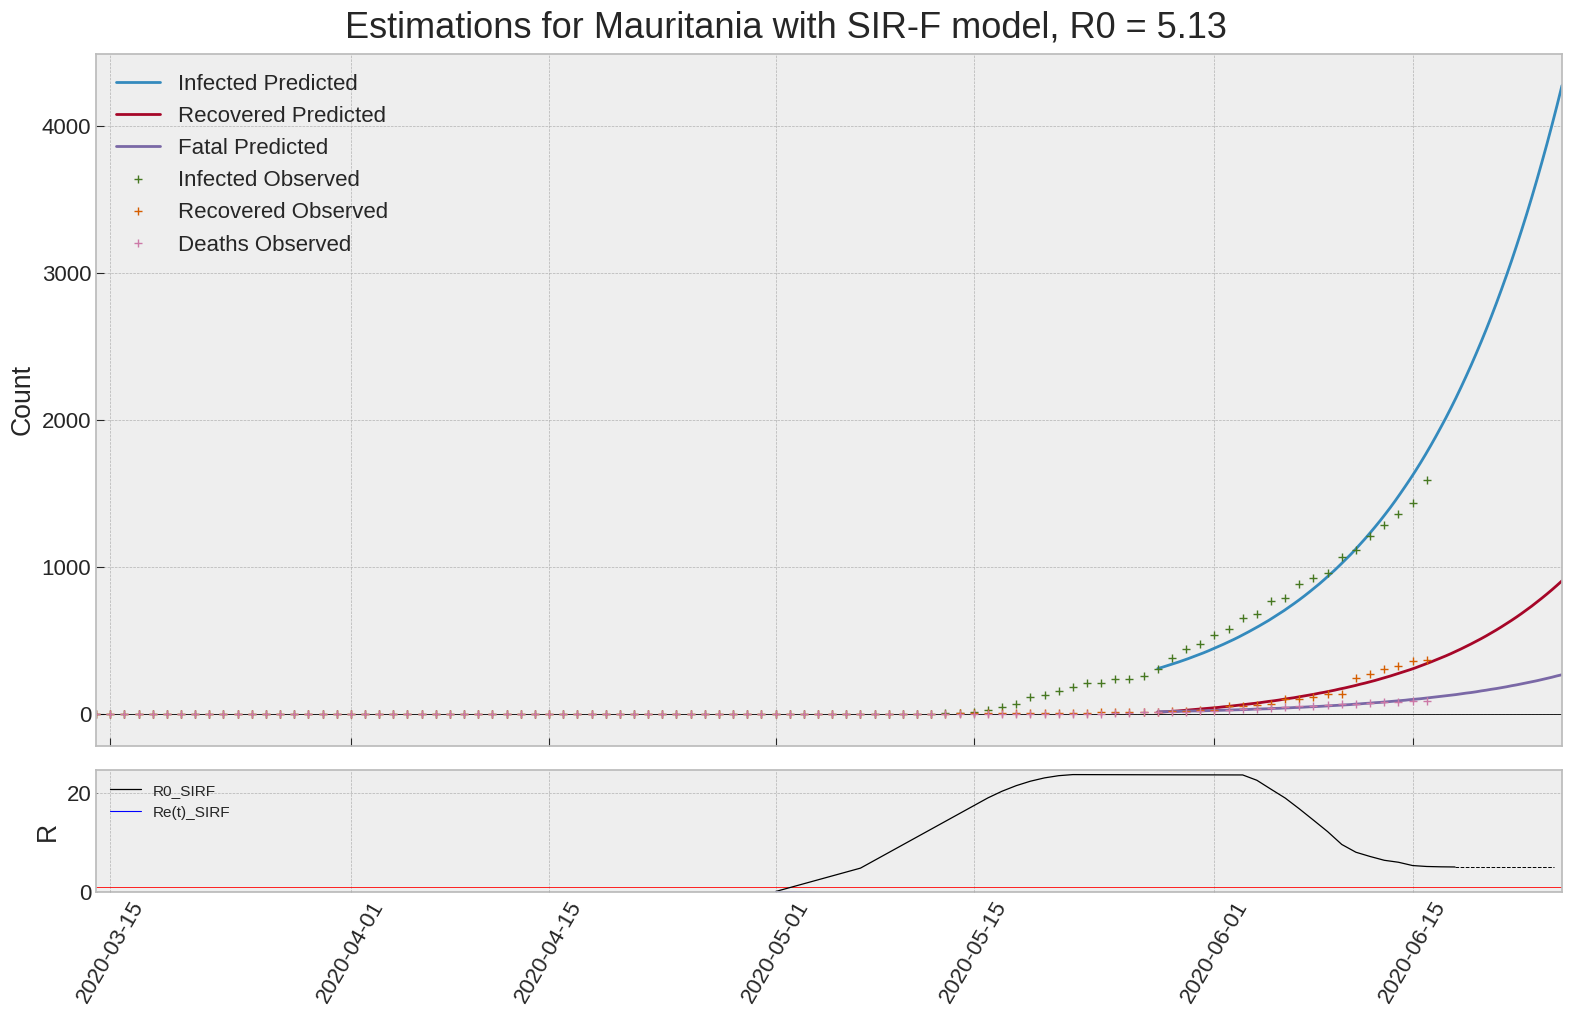 Estimations for Mauritania with SIR-F model, R0 = 5.13
Infected Predicted
Recovered Predicted
Fatal Predicted
Infected Observed
Recovered Observed
Deaths Observed
Count
4000
3000
2000
1000
0
R0_SIRF
Re(t)_SIRF
R
20
0
2020-03-15
2020-04-01
2020-04-15
2020-05-01
2020-05-15
2020-06-01
2020-06-15